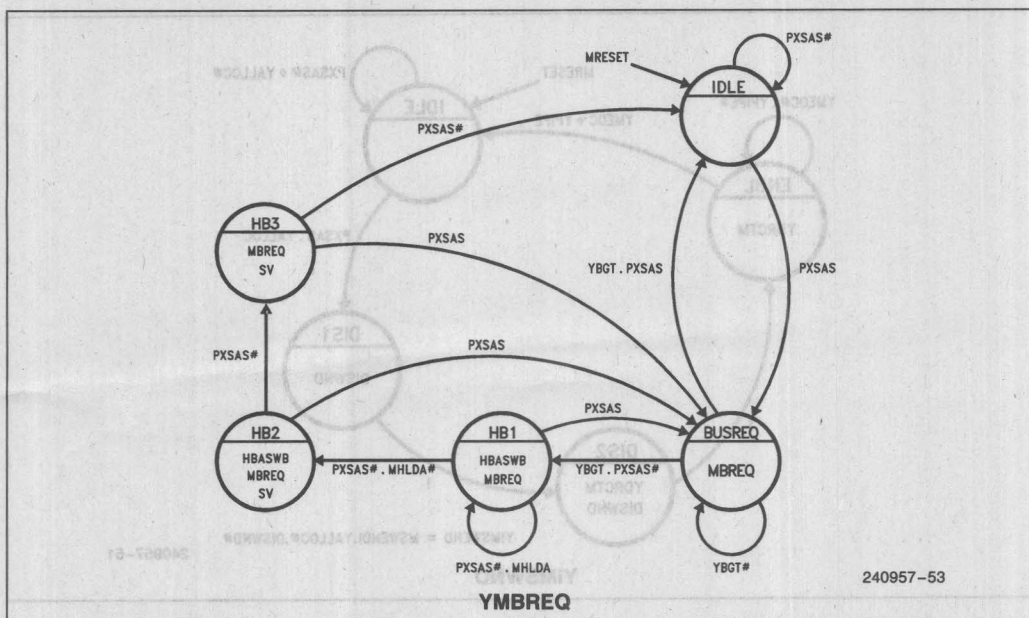 PXSAS#
MRESET
IDLE
PXSAS#
HB3
MBREQ
SV
PXSAS
YBGT.PXSAS
PXSAS
PXSAS#
PXSAS
HB2
HBASWB
MBREQ
SV
PXSAS#.MHLDA#
HB1
HBASWB
MBREQ
PXSAS
YBGT.PXSAS#
BUSREQ
MBREQ
PXSAS#.MHLDA
YBGT#
240957-53
YMBREQ